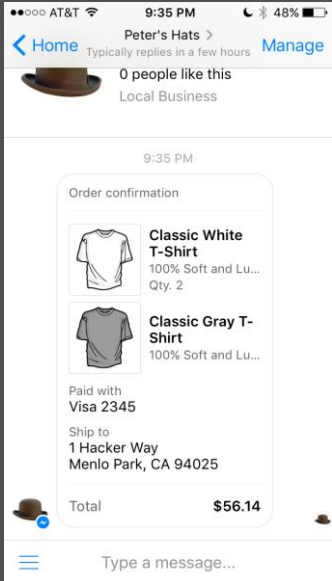 AT&T 9:35 PM 48%
Home Peter's Hats Manage
Typically replies in a few hours
0 people like this
Local Business
9:35 PM
Order confirmation
Classic White
T-Shirt
100% Soft and Lu...
Qty. 2
Classic Gray T-
Shirt
100% Soft and Lu...
Paid with
Visa 2345
Ship to
1 Hacker Way
Menlo Park, CA 94025
Total $56.14
Type a message...